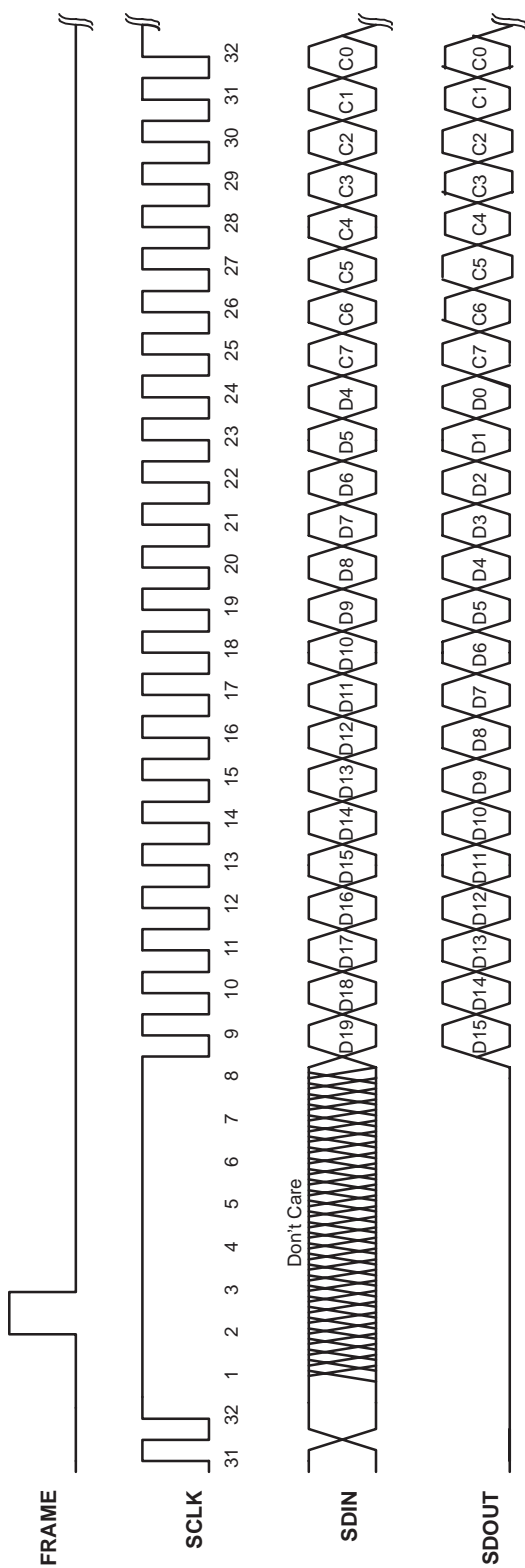 FRAME
SCLK
31 32 1 2 3 4 5 6 7 8 9 10 11 12 13 14 15 16 17 18 19 20 21 22 23 24 25 26 27 28 29 30 31 32
Don't Care
SDIN
D19 D18 D17 D16 D15 D14 D13 D12 D11 D10 D9 D8 D7 D6 D5 D4 C7 C6 C5 C4 C3 C2 C1 C0
SDOUT
D15 D14 D13 D12 D11 D10 D9 D8 D7 D6 D5 D4 D3 D2 D1 D0 C7 C6 C5 C4 C3 C2 C1 C0